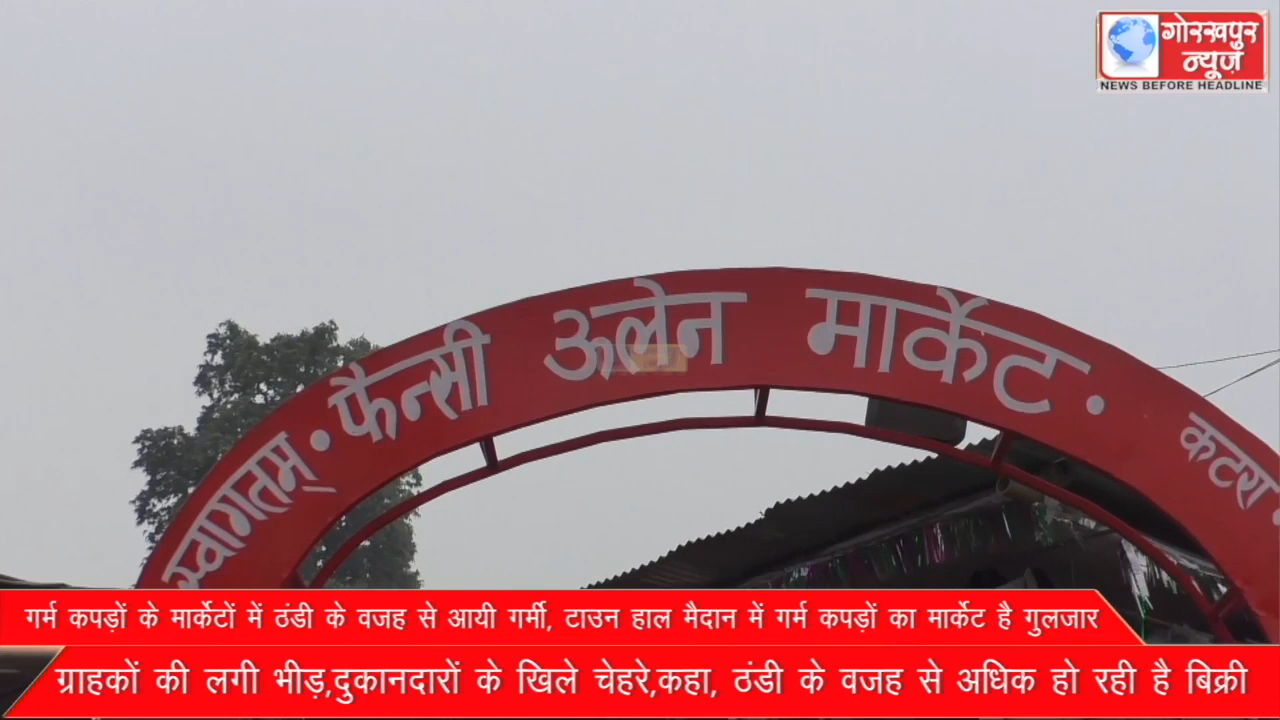 गोरखपुर
न्यूज़
NEWS BEFORE HEADLINE
स्वागतम् • फैन्सी ऊलेन मार्केट • कटरा
गर्म कपड़ों के मार्केटों में ठंडी के वजह से आयी गर्मी, टाउन हाल मैदान में गर्म कपड़ों का मार्केट है गुलजार
ग्राहकों की लगी भीड़,दुकानदारों के खिले चेहरे,कहा, ठंडी के वजह से अधिक हो रही है बिक्री